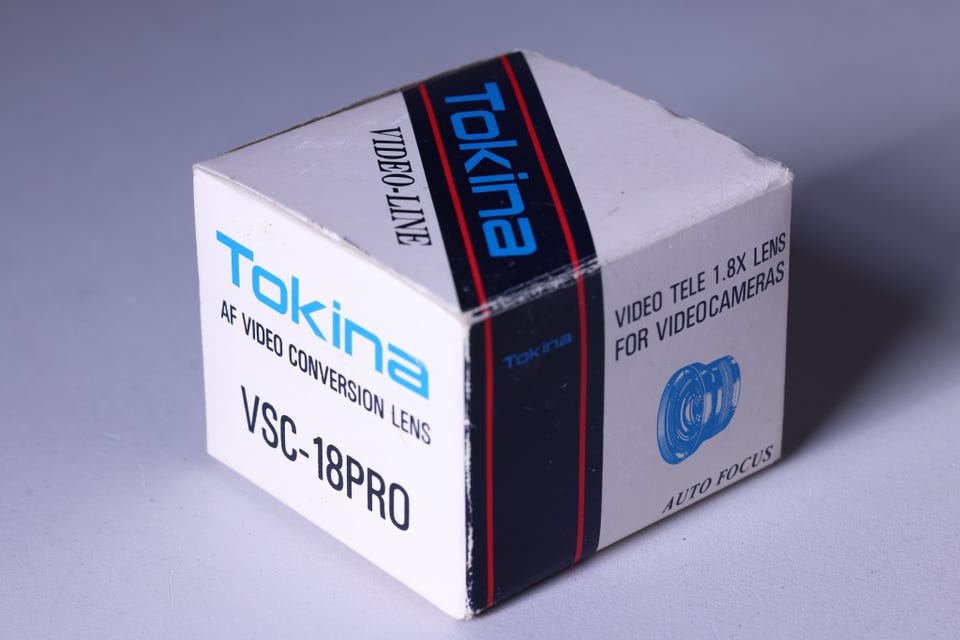 Tokina
VIDEO-LINE
Tokina
AF VIDEO CONVERSION LENS
VSC-18PRO
Tokina
VIDEO TELE 1.8X LENS
FOR VIDEOCAMERAS
AUTO FOCUS